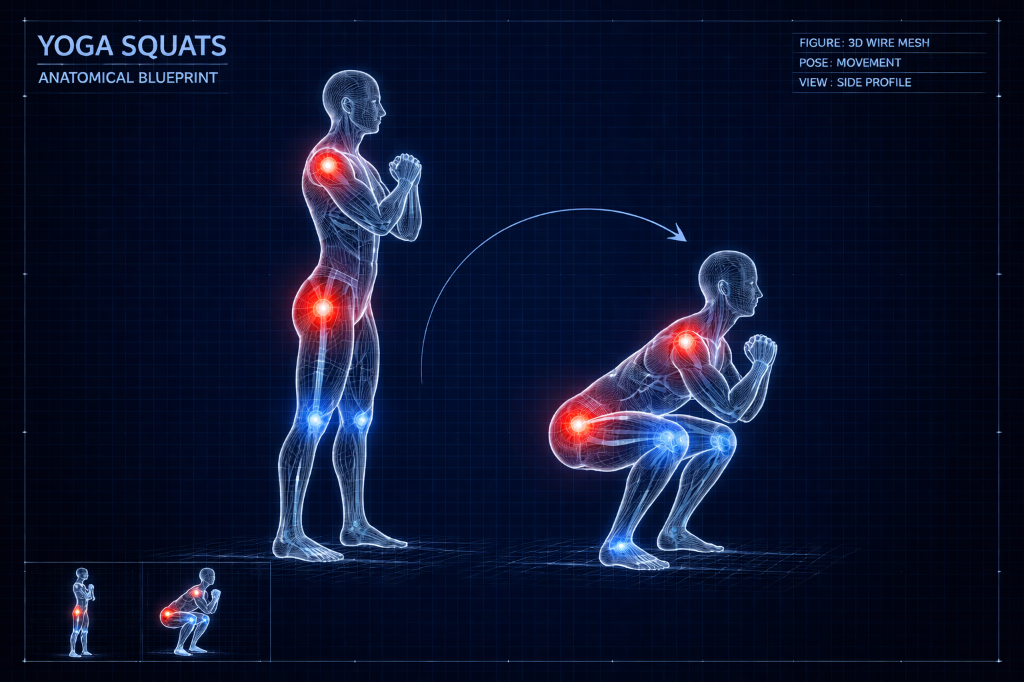 YOGA SQUATS
ANATOMICAL BLUEPRINT
FIGURE: 3D WIRE MESH
POSE: MOVEMENT
VIEW : SIDE PROFILE